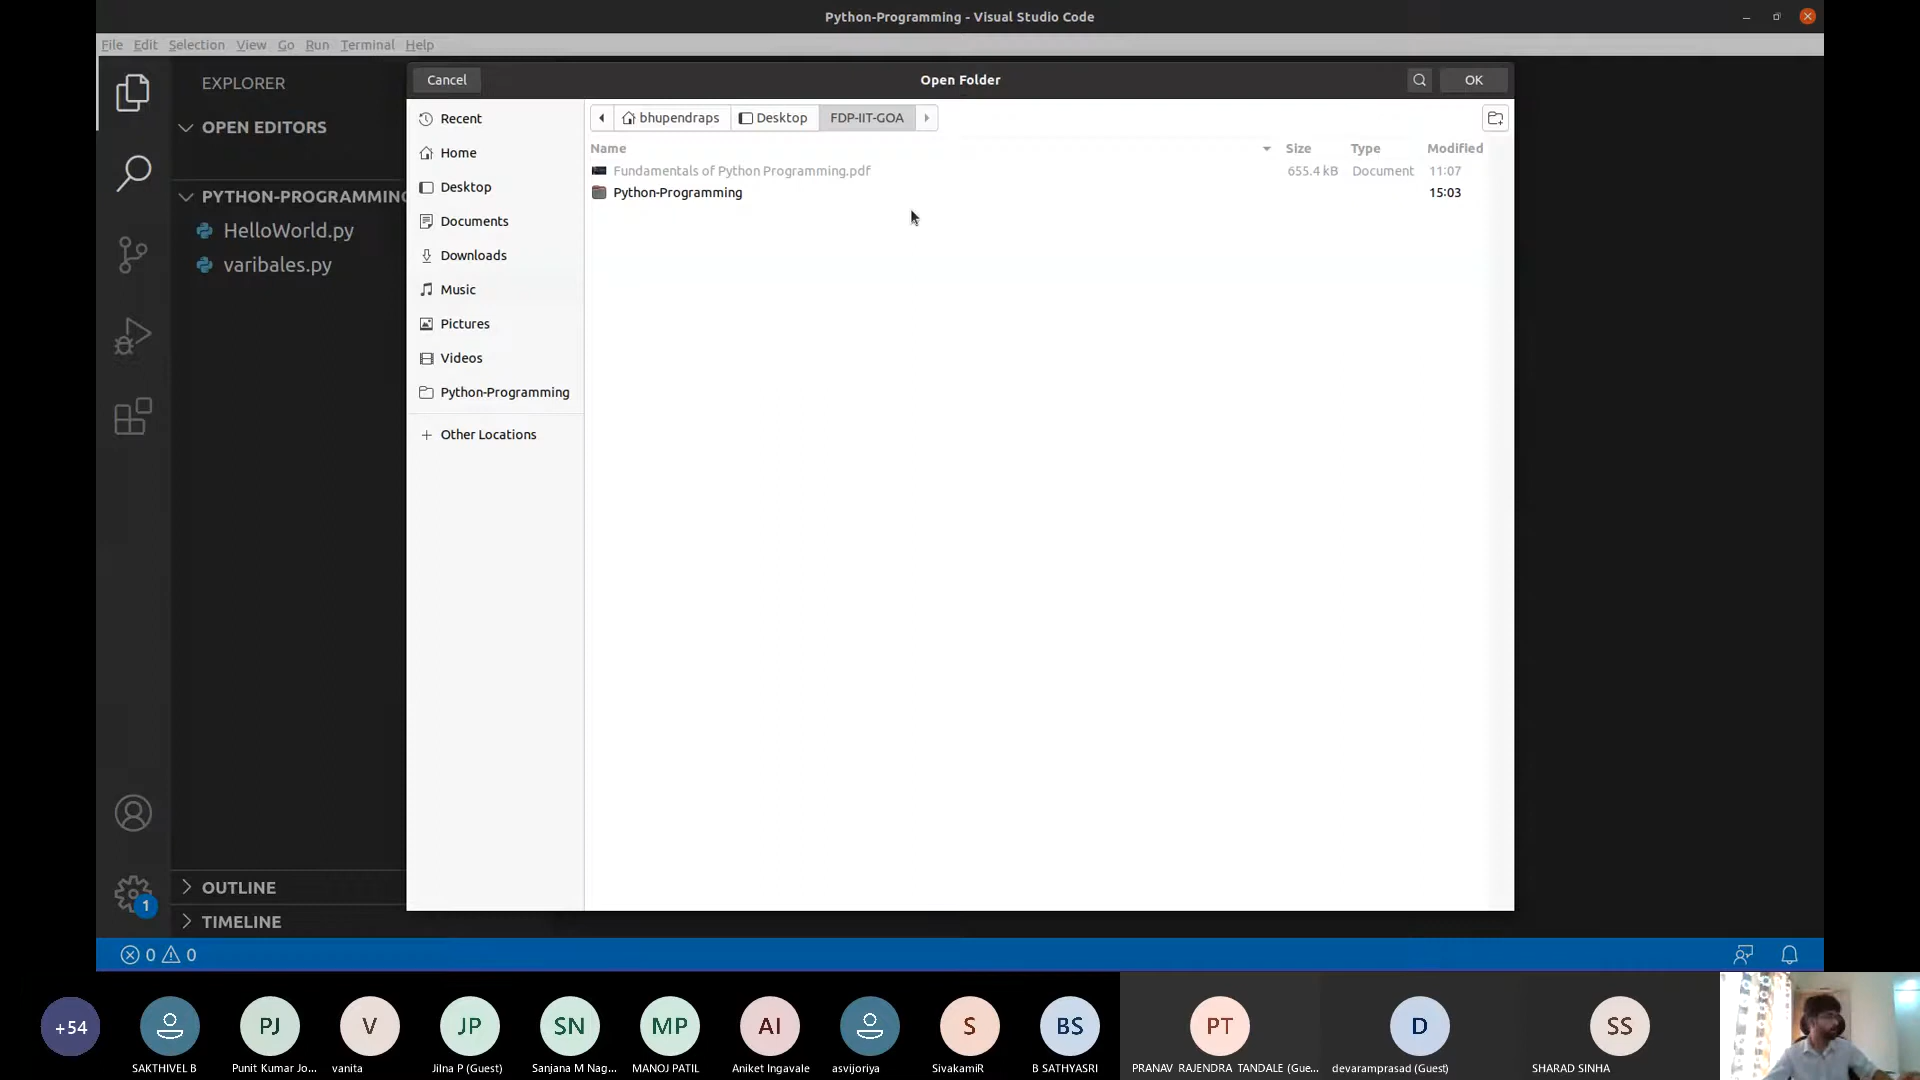 Python-Programming - Visual Studio Code
File Edit Selection View Go Run Terminal Help
EXPLORER
OPEN EDITORS
PYTHON-PROGRAMMING
HelloWorld.py
varibales.py
OUTLINE
TIMELINE
1
0 0
Cancel
Open Folder
OK
Recent
Home
Desktop
Documents
Downloads
Music
Pictures
Videos
Python-Programming
Other Locations
bhupendraps Desktop FDP-IIT-GOA
Name Size Type Modified
Fundamentals of Python Programming.pdf 655.4 kB Document 11:07
Python-Programming 15:03
+54 PJ V JP SN MP AI S BS PT D SS
SAKTHIVEL B Punit Kumar Jo... vanita Jilna P (Guest) Sanjana M Nag... MANOJ PATIL Aniket Ingavale asvijoriya SivakamiR B SATHYASRI PRANAV RAJENDRA TANDALE (Gue... devaramprasad (Guest) SHARAD SINHA